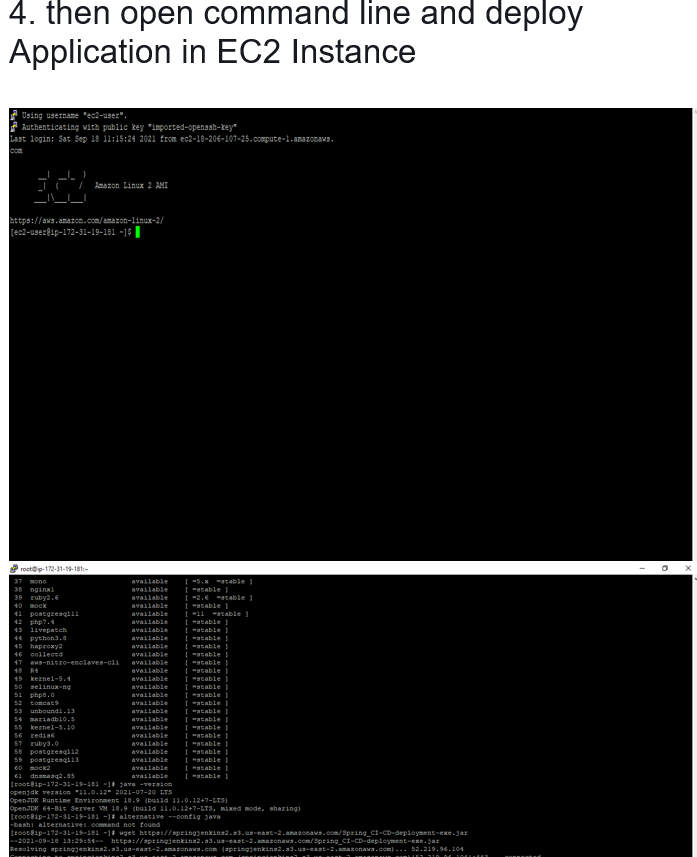 4. then open command line and deploy
Application in EC2 Instance
Using username "ec2-user".
Authenticating with public key "imported-openssh-key"
Last login: Sat Sep 18 11:15:24 2021 from ec2-18-206-107-25.compute-1.amazonaws.
com
__| __|_ )
_| ( / Amazon Linux 2 AMI
___|\___|___|
https://aws.amazon.com/amazon-linux-2/
[ec2-user@ip-172-31-19-181 ~]$
root@ip-172-31-19-181:~
37 mono available [ =5.x =stable ]
38 nginx1 available [ =stable ]
39 ruby2.6 available [ =2.6 =stable ]
40 mock available [ =stable ]
41 postgresql11 available [ =11 =stable ]
42 php7.4 available [ =stable ]
43 livepatch available [ =stable ]
44 python3.8 available [ =stable ]
45 haproxy2 available [ =stable ]
46 collectd available [ =stable ]
47 aws-nitro-enclaves-cli available [ =stable ]
48 R4 available [ =stable ]
49 kernel-5.4 available [ =stable ]
50 selinux-ng available [ =stable ]
51 php8.0 available [ =stable ]
52 tomcat9 available [ =stable ]
53 unbound1.13 available [ =stable ]
54 mariadb10.5 available [ =stable ]
55 kernel-5.10 available [ =stable ]
56 redis6 available [ =stable ]
57 ruby3.0 available [ =stable ]
58 postgresql12 available [ =stable ]
59 postgresql13 available [ =stable ]
60 mock2 available [ =stable ]
61 dnsmasq2.85 available [ =stable ]
[root@ip-172-31-19-181 ~]# java -version
openjdk version "11.0.12" 2021-07-20 LTS
OpenJDK Runtime Environment 18.9 (build 11.0.12+7-LTS)
OpenJDK 64-Bit Server VM 18.9 (build 11.0.12+7-LTS, mixed mode, sharing)
[root@ip-172-31-19-181 ~]# alternative --config java
-bash: alternative: command not found
[root@ip-172-31-19-181 ~]# wget https://springjenkins2.s3.us-east-2.amazonaws.com/Spring_CI-CD-deployment-exe.jar
--2021-09-18 13:29:54-- https://springjenkins2.s3.us-east-2.amazonaws.com/Spring_CI-CD-deployment-exe.jar
Resolving springjenkins2.s3.us-east-2.amazonaws.com (springjenkins2.s3.us-east-2.amazonaws.com)... 52.219.96.104